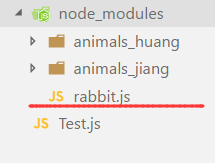 node_modules
animals_huang
animals_jiang
JS rabbit.js
JS Test.js